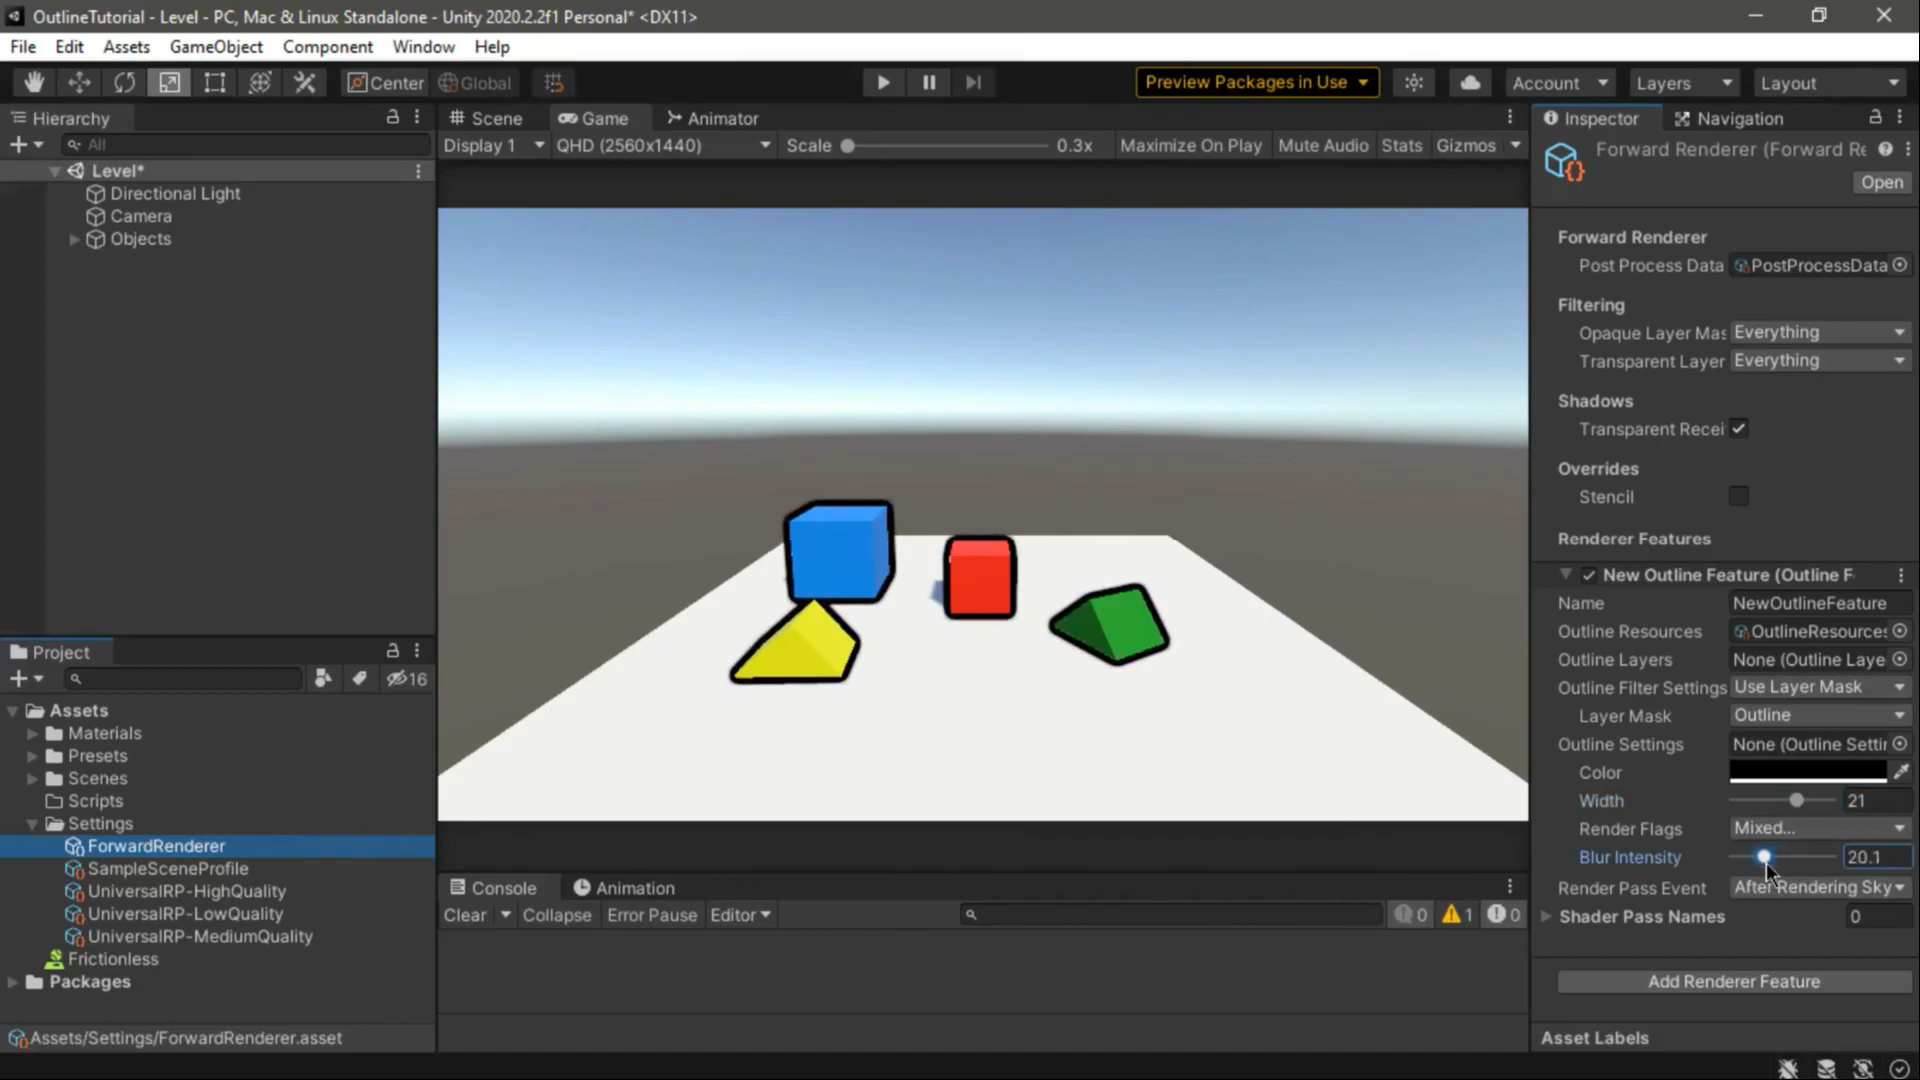 OutlineTutorial - Level - PC, Mac & Linux Standalone - Unity 2020.2.2f1 Personal* <DX11>
File Edit Assets GameObject Component Window Help
Center Global Preview Packages in Use Account Layers Layout
Hierarchy
All
Level*
Directional Light
Camera
Objects
Scene Game Animator
Display 1 QHD (2560x1440) Scale 0.3x Maximize On Play Mute Audio Stats Gizmos
Project
16
Assets
Materials
Presets
Scenes
Scripts
Settings
ForwardRenderer
SampleSceneProfile
UniversalRP-HighQuality
UniversalRP-LowQuality
UniversalRP-MediumQuality
Frictionless
Packages
Assets/Settings/ForwardRenderer.asset
Console Animation
Clear Collapse Error Pause Editor 0 1 0
Inspector Navigation
Forward Renderer (Forward Re
Open
Forward Renderer
Post Process Data PostProcessData
Filtering
Opaque Layer Mas Everything
Transparent Layer Everything
Shadows
Transparent Recei
Overrides
Stencil
Renderer Features
New Outline Feature (Outline F
Name NewOutlineFeature
Outline Resources OutlineResources
Outline Layers None (Outline Laye
Outline Filter Settings Use Layer Mask
Layer Mask Outline
Outline Settings None (Outline Settin
Color
Width 21
Render Flags Mixed...
Blur Intensity 20.1
Render Pass Event After Rendering Sky
Shader Pass Names 0
Add Renderer Feature
Asset Labels